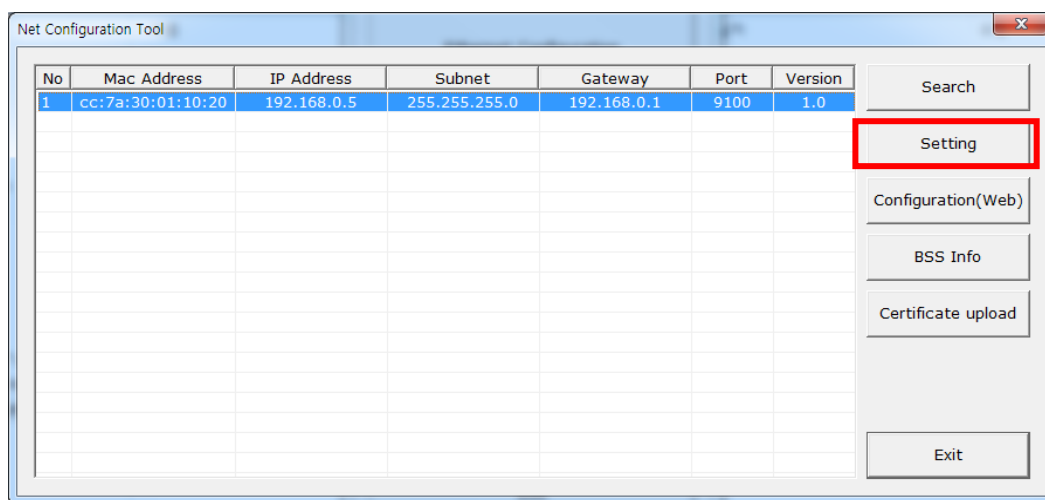 Net Configuration Tool
No Mac Address IP Address Subnet Gateway Port Version
1 cc:7a:30:01:10:20 192.168.0.5 255.255.255.0 192.168.0.1 9100 1.0
Search
Setting
Configuration(Web)
BSS Info
Certificate upload
Exit